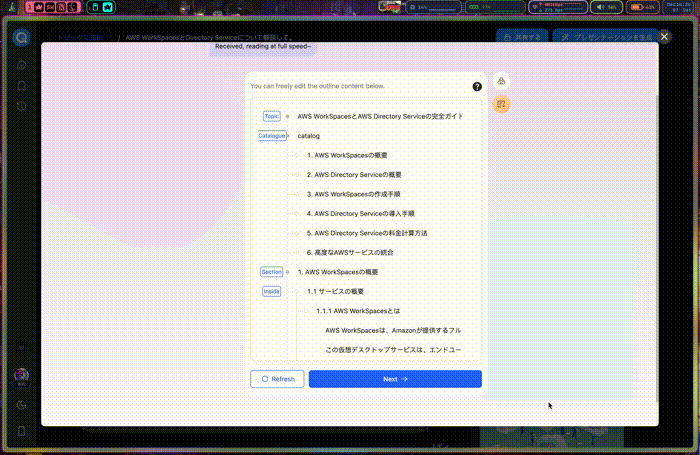 トピックに追加
/ AWS WorkSpacesとDirectory Serviceについて解説して。
共有する
プレゼンテーションを生成
Received, reading at full speed~
You can freely edit the outline content below.
Topic AWS WorkSpacesとAWS Directory Serviceの完全ガイド
Catalogue catalog
1. AWS WorkSpacesの概要
2. AWS Directory Serviceの概要
3. AWS WorkSpacesの作成手順
4. AWS Directory Serviceの導入手順
5. AWS Directory Serviceの料金計算方法
6. 高度なAWSサービスの統合
Section 1. AWS WorkSpacesの概要
Inside 1.1 サービスの概要
1.1.1 AWS WorkSpacesとは
AWS WorkSpacesは、Amazonが提供するフル
この仮想デスクトップサービスは、エンドユー
Refresh
Next